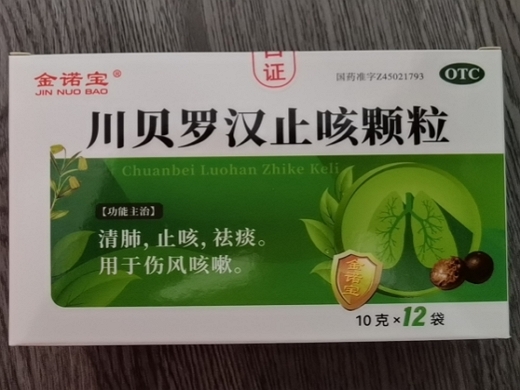 金诺宝®
JIN NUO BAO
证
国药准字Z45021793
OTC
川贝罗汉止咳颗粒
Chuanbei Luohan Zhike Keli
【功能主治】
清肺，止咳，祛痰。
用于伤风咳嗽。
金诺宝
10克×12袋